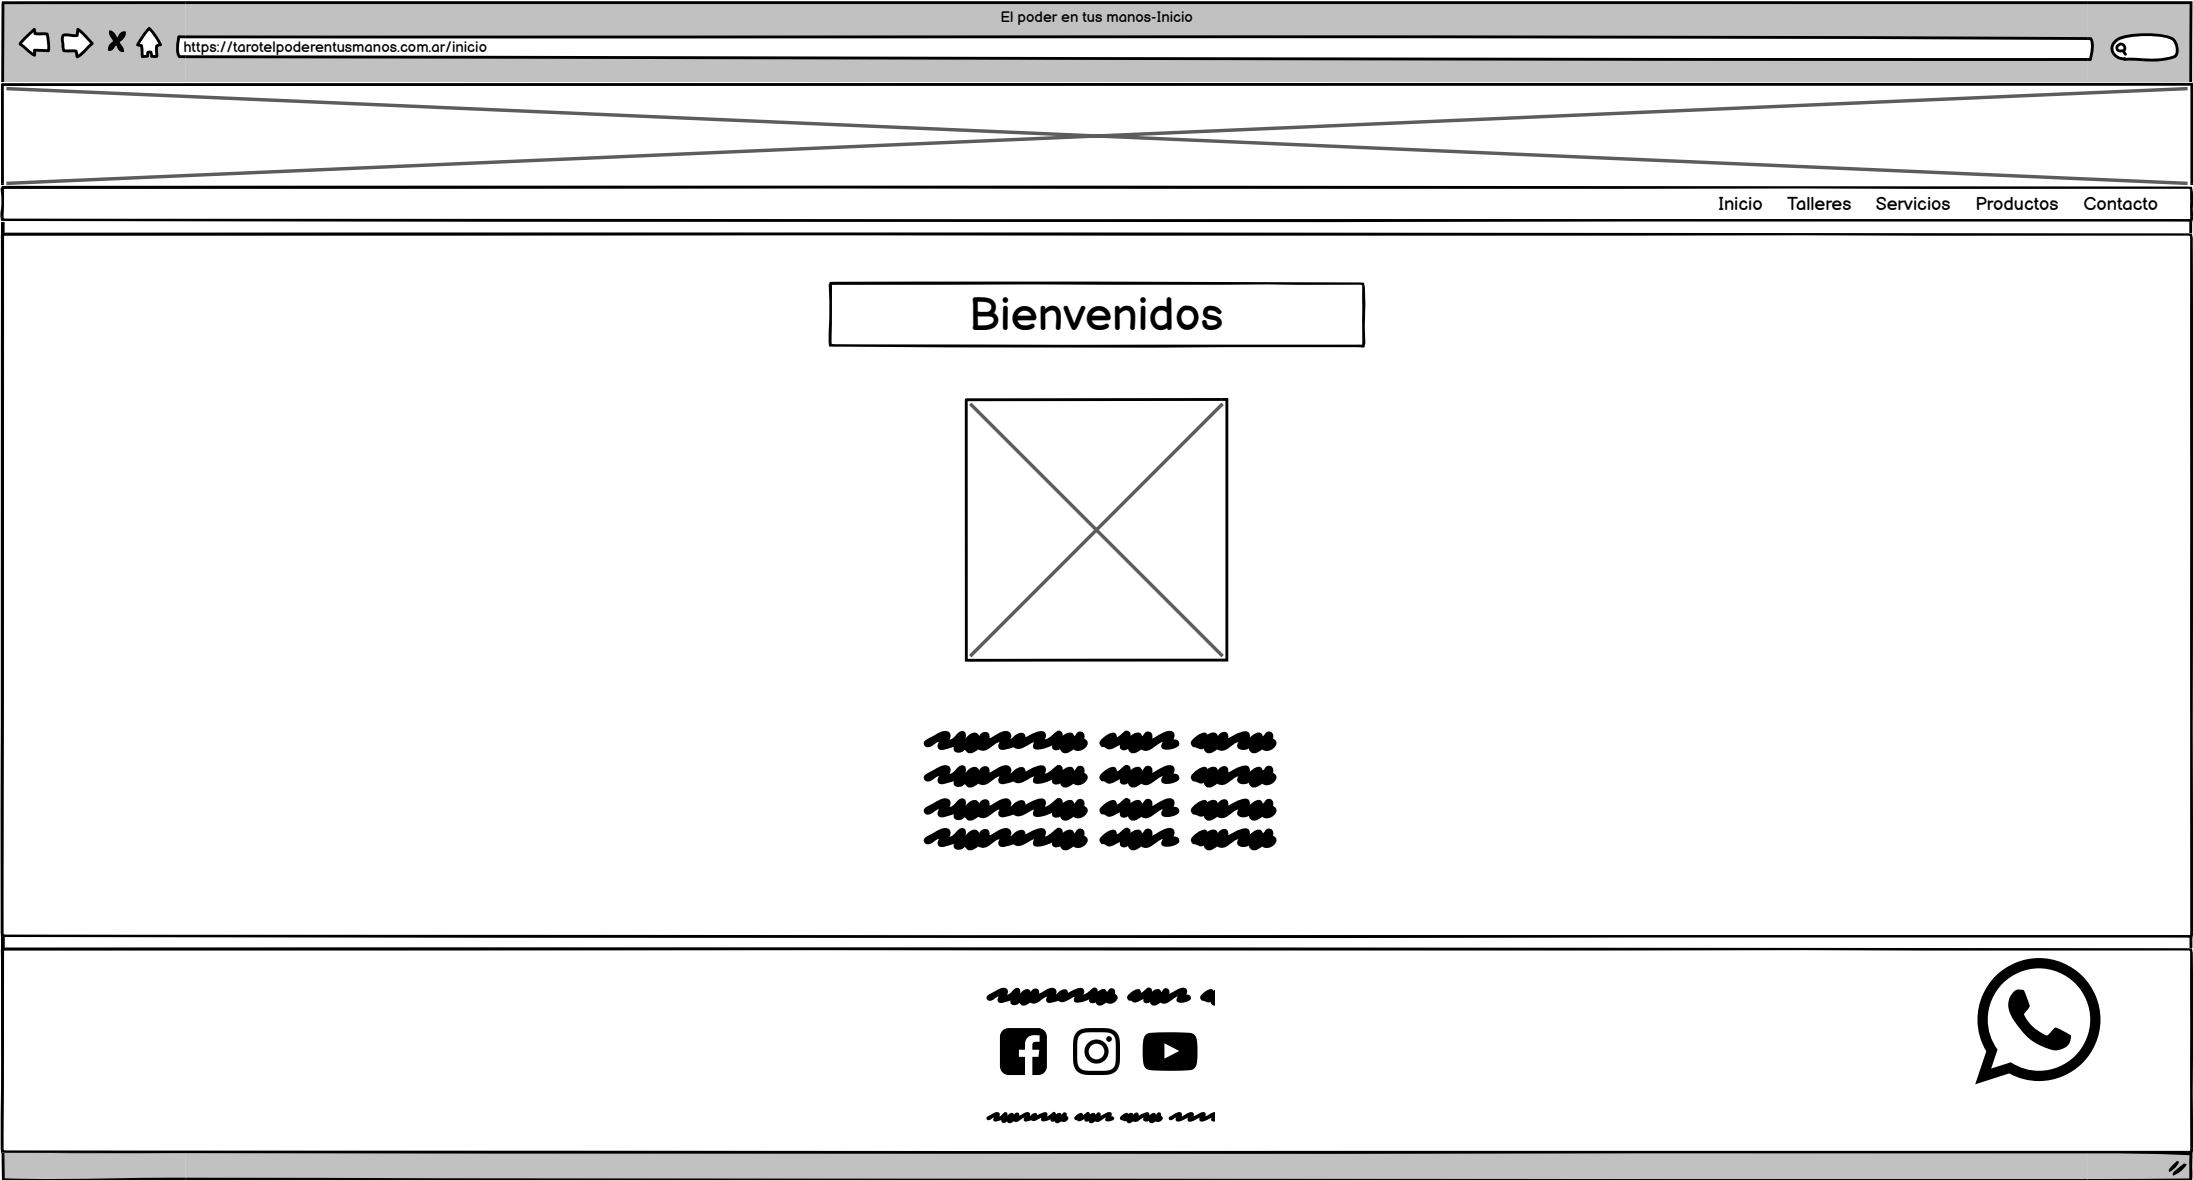 El poder en tus manos-Inicio
https://tarotelpoderentusmanos.com.ar/inicio
Inicio Talleres Servicios Productos Contacto
Bienvenidos